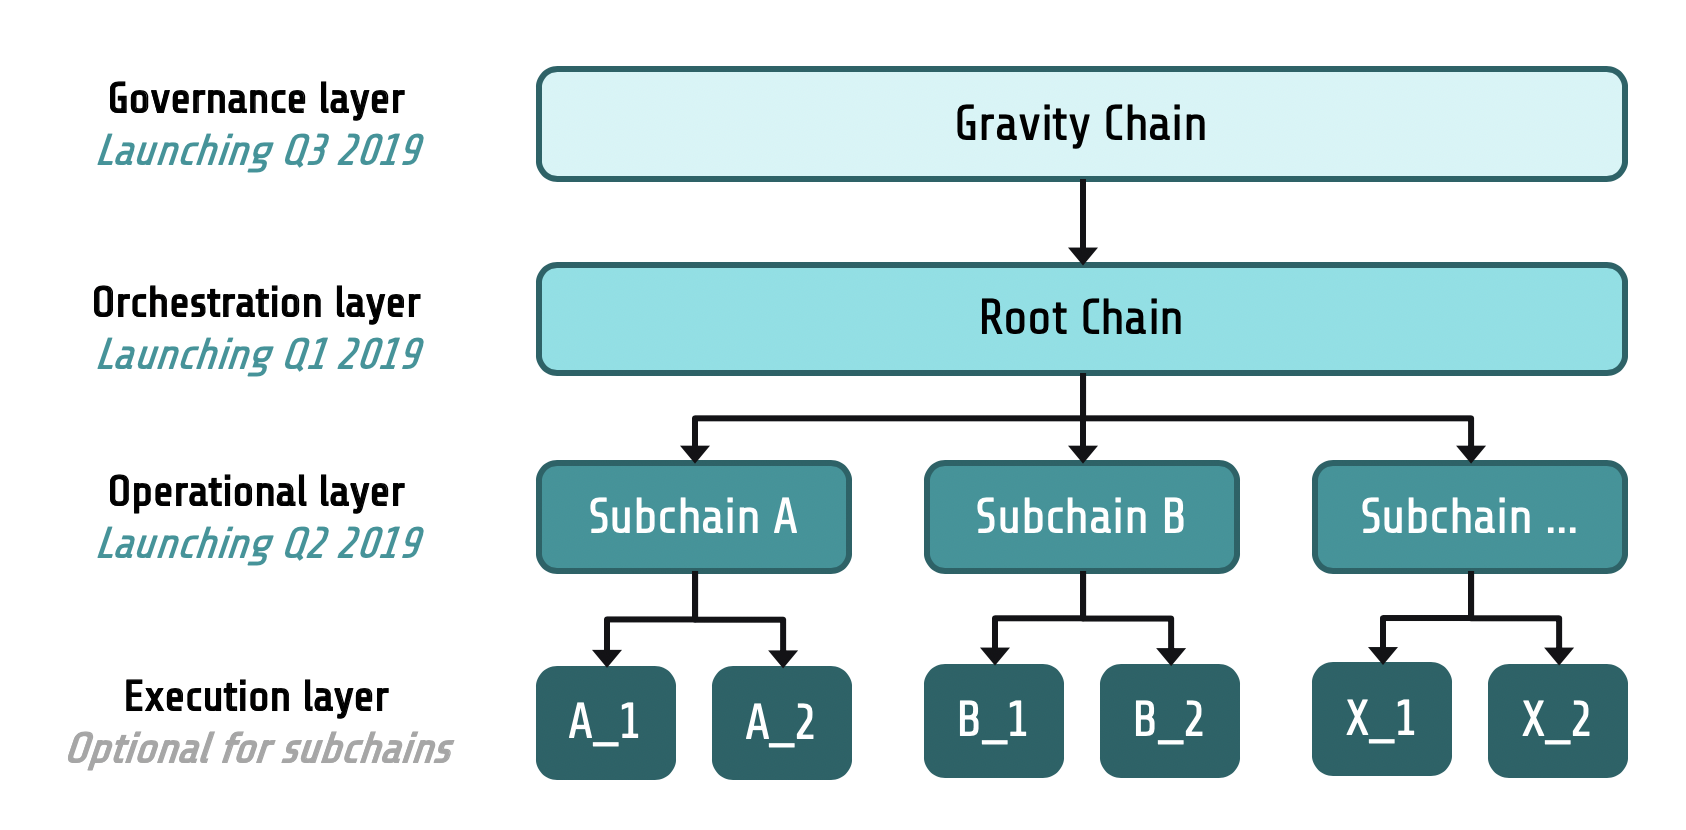 Governance layer
Launching Q3 2019
Gravity Chain
Orchestration layer
Launching Q1 2019
Root Chain
Operational layer
Launching Q2 2019
Subchain A
Subchain B
Subchain ...
Execution layer
Optional for subchains
A_1
A_2
B_1
B_2
X_1
X_2